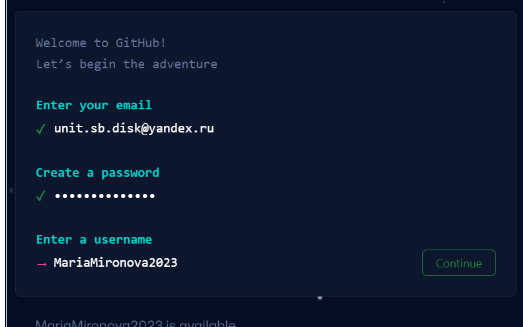 Welcome to GitHub!
Let’s begin the adventure
Enter your email
✓ unit.sb.disk@yandex.ru
Create a password
✓ ••••••••••••••
Enter a username
→ MariaMironova2023
Continue
MariaMironova2023 is available